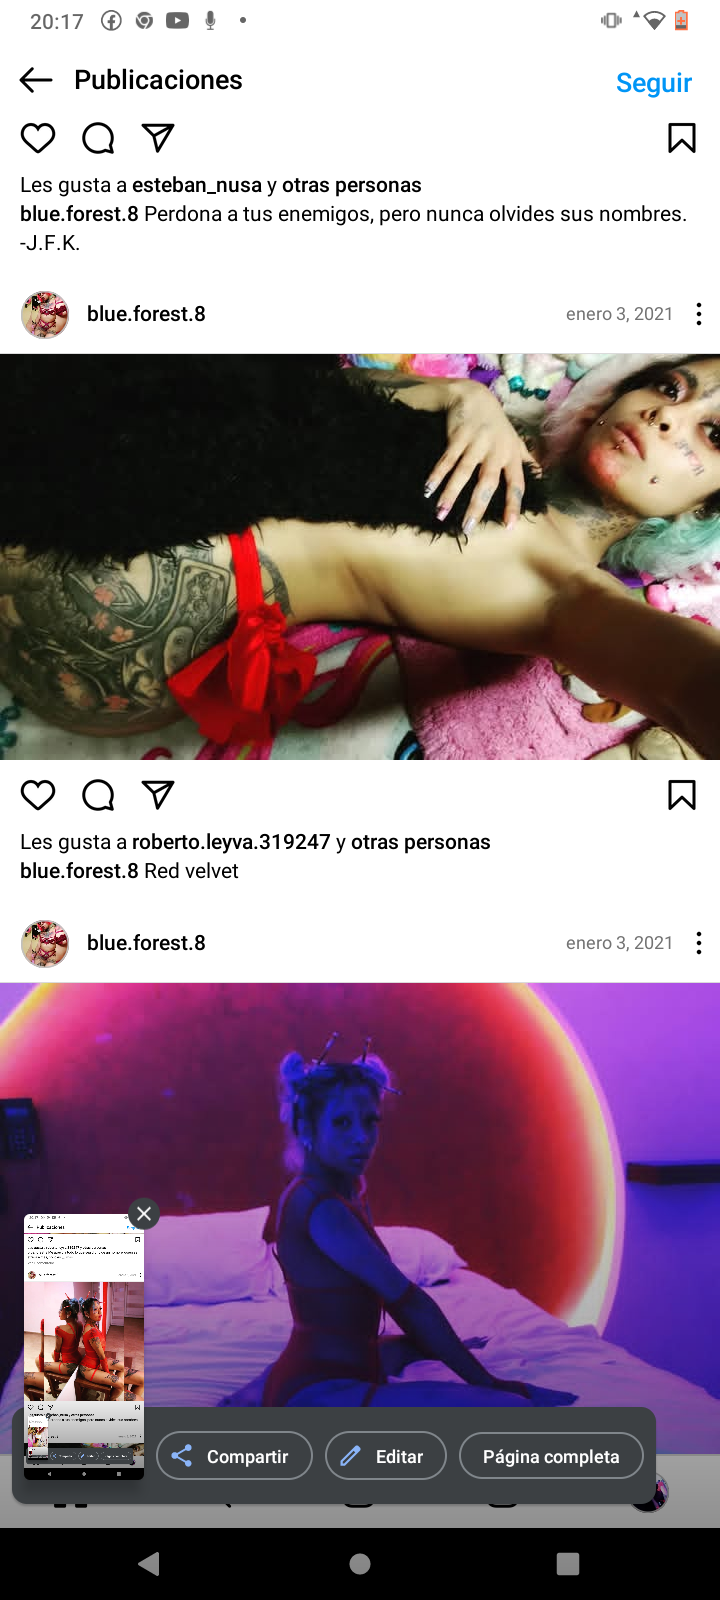 20:17
Publicaciones
Seguir
Les gusta a esteban_nusa y otras personas
blue.forest.8 Perdona a tus enemigos, pero nunca olvides sus nombres.
-J.F.K.
blue.forest.8
enero 3, 2021
Les gusta a roberto.leyva.319247 y otras personas
blue.forest.8 Red velvet
blue.forest.8
enero 3, 2021
Publicaciones
Compartir
Editar
Página completa